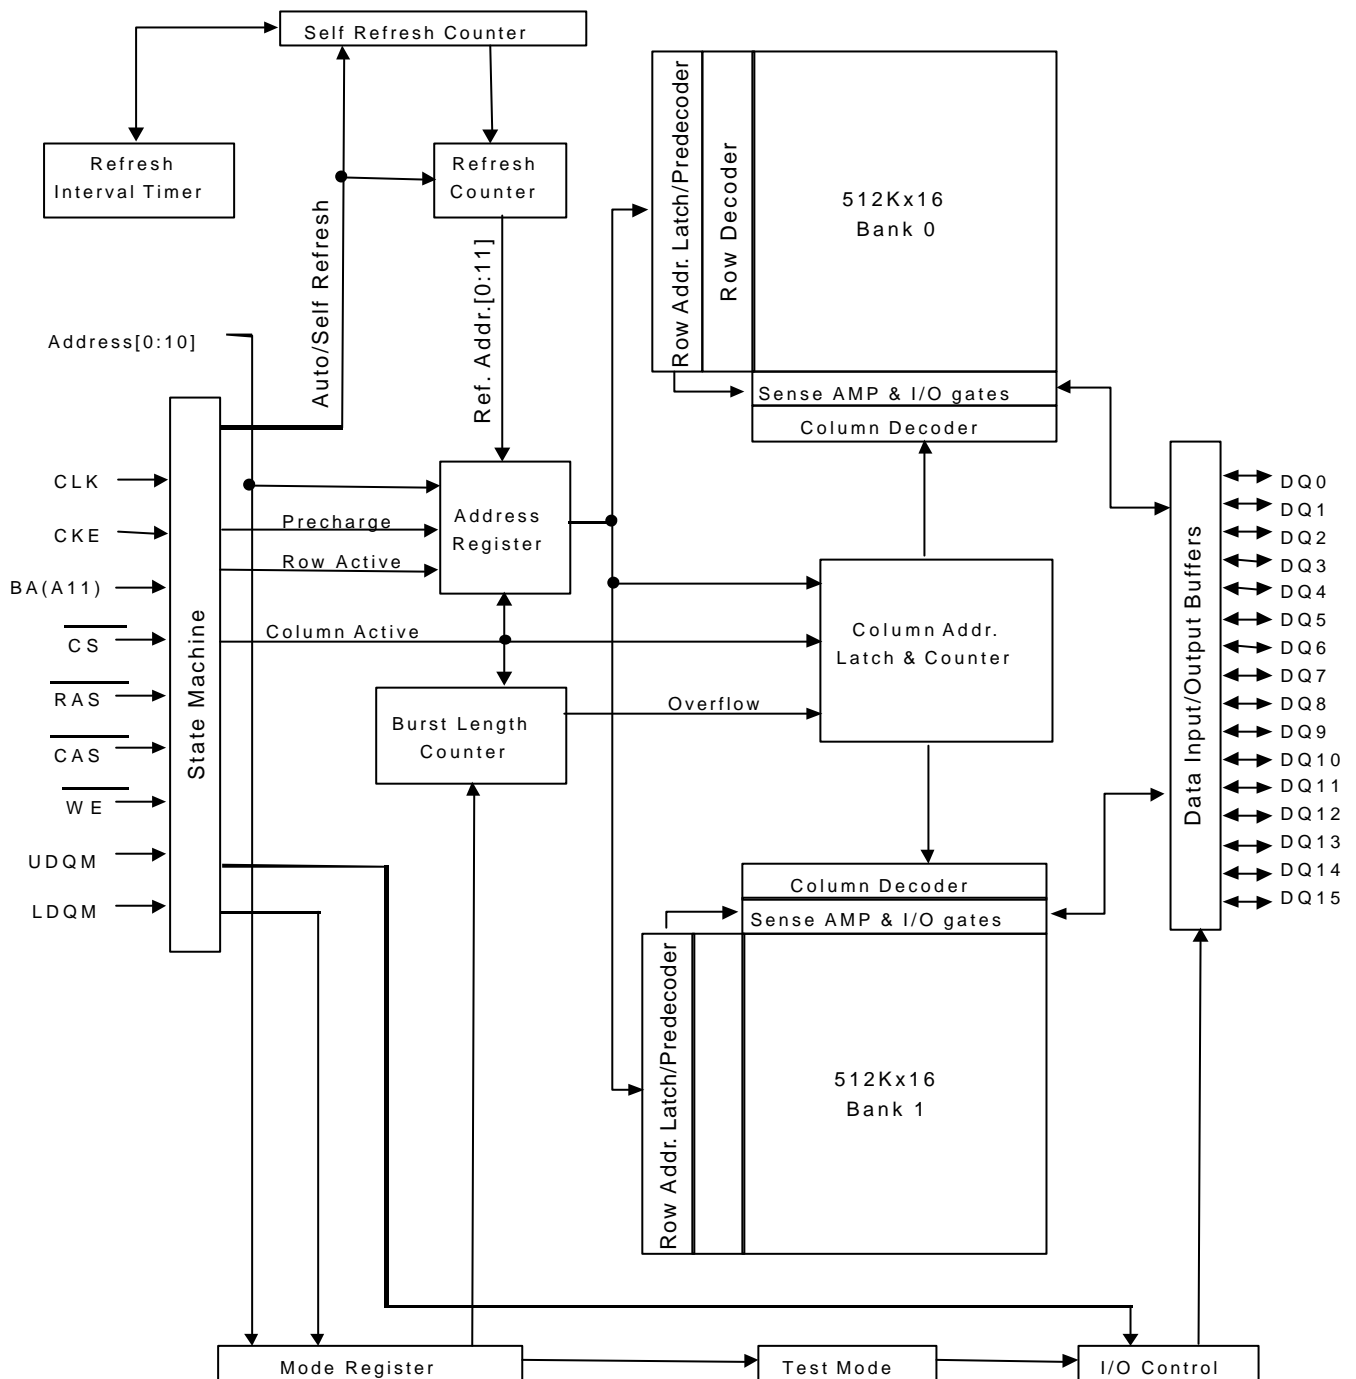 Self Refresh Counter
Refresh
Interval Timer
Refresh
Counter
Auto/Self Refresh
Ref. Addr.[0:11]
Row Addr. Latch/Predecoder
Row Decoder
512Kx16
Bank 0
Sense AMP & I/O gates
Column Decoder
Address[0:10]
CLK
CKE
BA(A11)
CS
RAS
CAS
WE
UDQM
LDQM
State Machine
Precharge
Row Active
Column Active
Address
Register
Burst Length
Counter
Overflow
Column Addr.
Latch & Counter
Data Input/Output Buffers
DQ0
DQ1
DQ2
DQ3
DQ4
DQ5
DQ6
DQ7
DQ8
DQ9
DQ10
DQ11
DQ12
DQ13
DQ14
DQ15
Column Decoder
Sense AMP & I/O gates
Row Addr. Latch/Predecoder
512Kx16
Bank 1
Mode Register
Test Mode
I/O Control